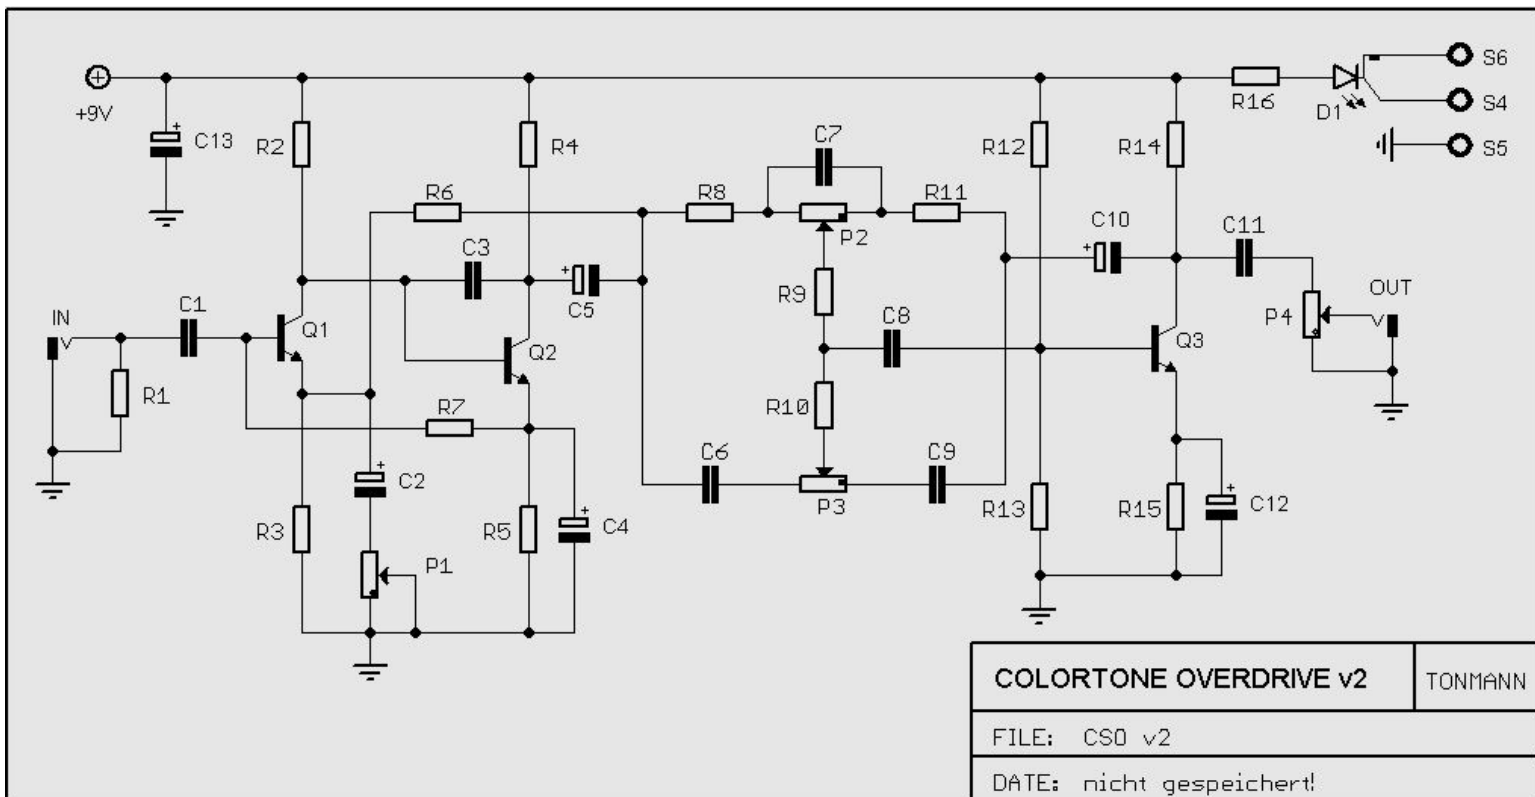 +9V
C13
R2
R4
C7
R12
R14
R16
D1
S6
S4
S5
R6
R8
P2
R11
C10
C11
C3
C5
R9
C8
IN
C1
Q1
Q2
Q3
P4
OUT
R1
R7
R10
C6
C9
C2
P3
R3
P1
R5
C4
R13
R15
C12
COLORTONE OVERDRIVE v2
TONMANN
FILE: CSO v2
DATE: nicht gespeichert!